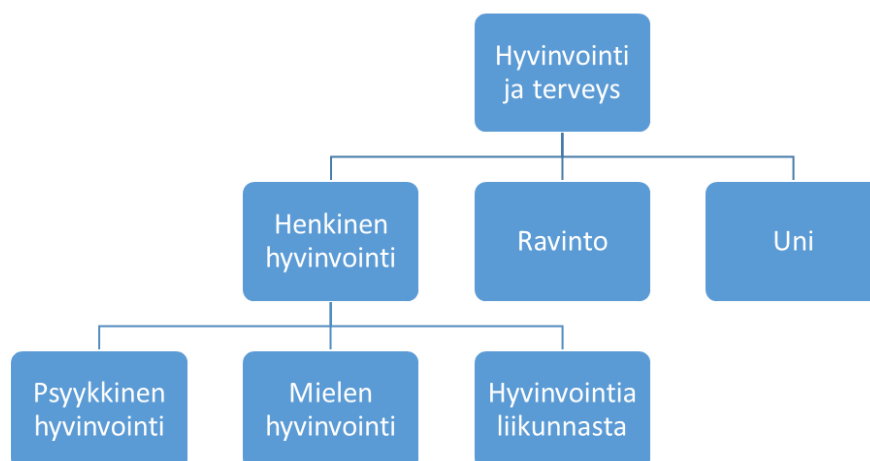 Hyvinvointi
ja terveys
Henkinen
hyvinvointi
Ravinto
Uni
Psyykkinen
hyvinvointi
Mielen
hyvinvointi
Hyvinvointia
liikunnasta